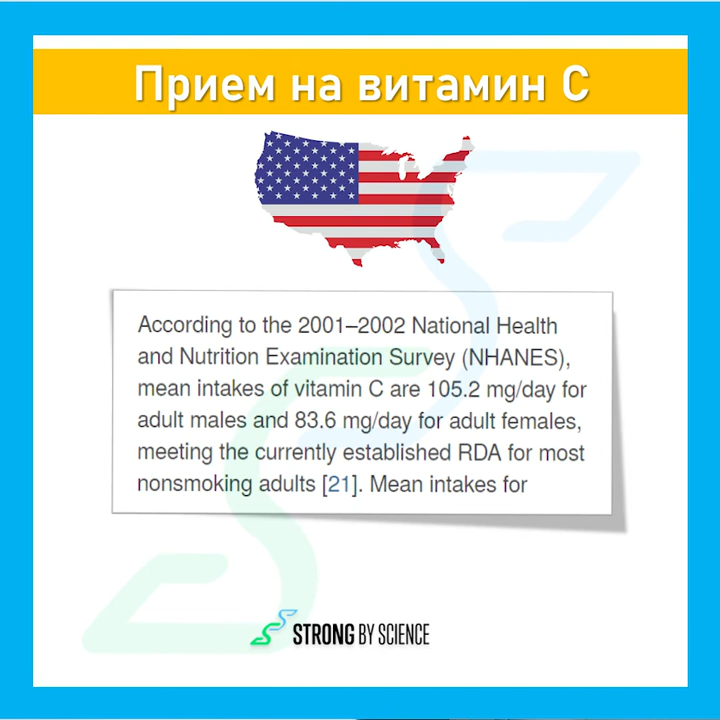 Прием на витамин С
According to the 2001–2002 National Health
and Nutrition Examination Survey (NHANES),
mean intakes of vitamin C are 105.2 mg/day for
adult males and 83.6 mg/day for adult females,
meeting the currently established RDA for most
nonsmoking adults [21]. Mean intakes for
STRONG BY SCIENCE